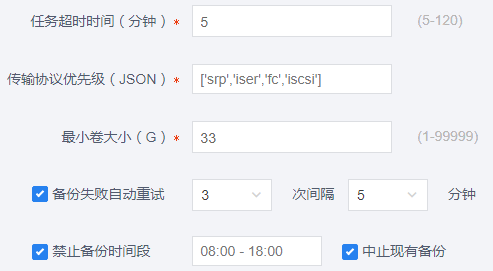 任务超时时间（分钟） * 5 (5-120)
传输协议优先级（JSON） * ['srp','iser','fc','iscsi']
最小卷大小（G） * 33 (1-99999)
备份失败自动重试 3 次间隔 5 分钟
禁止备份时间段 08:00 - 18:00 中止现有备份